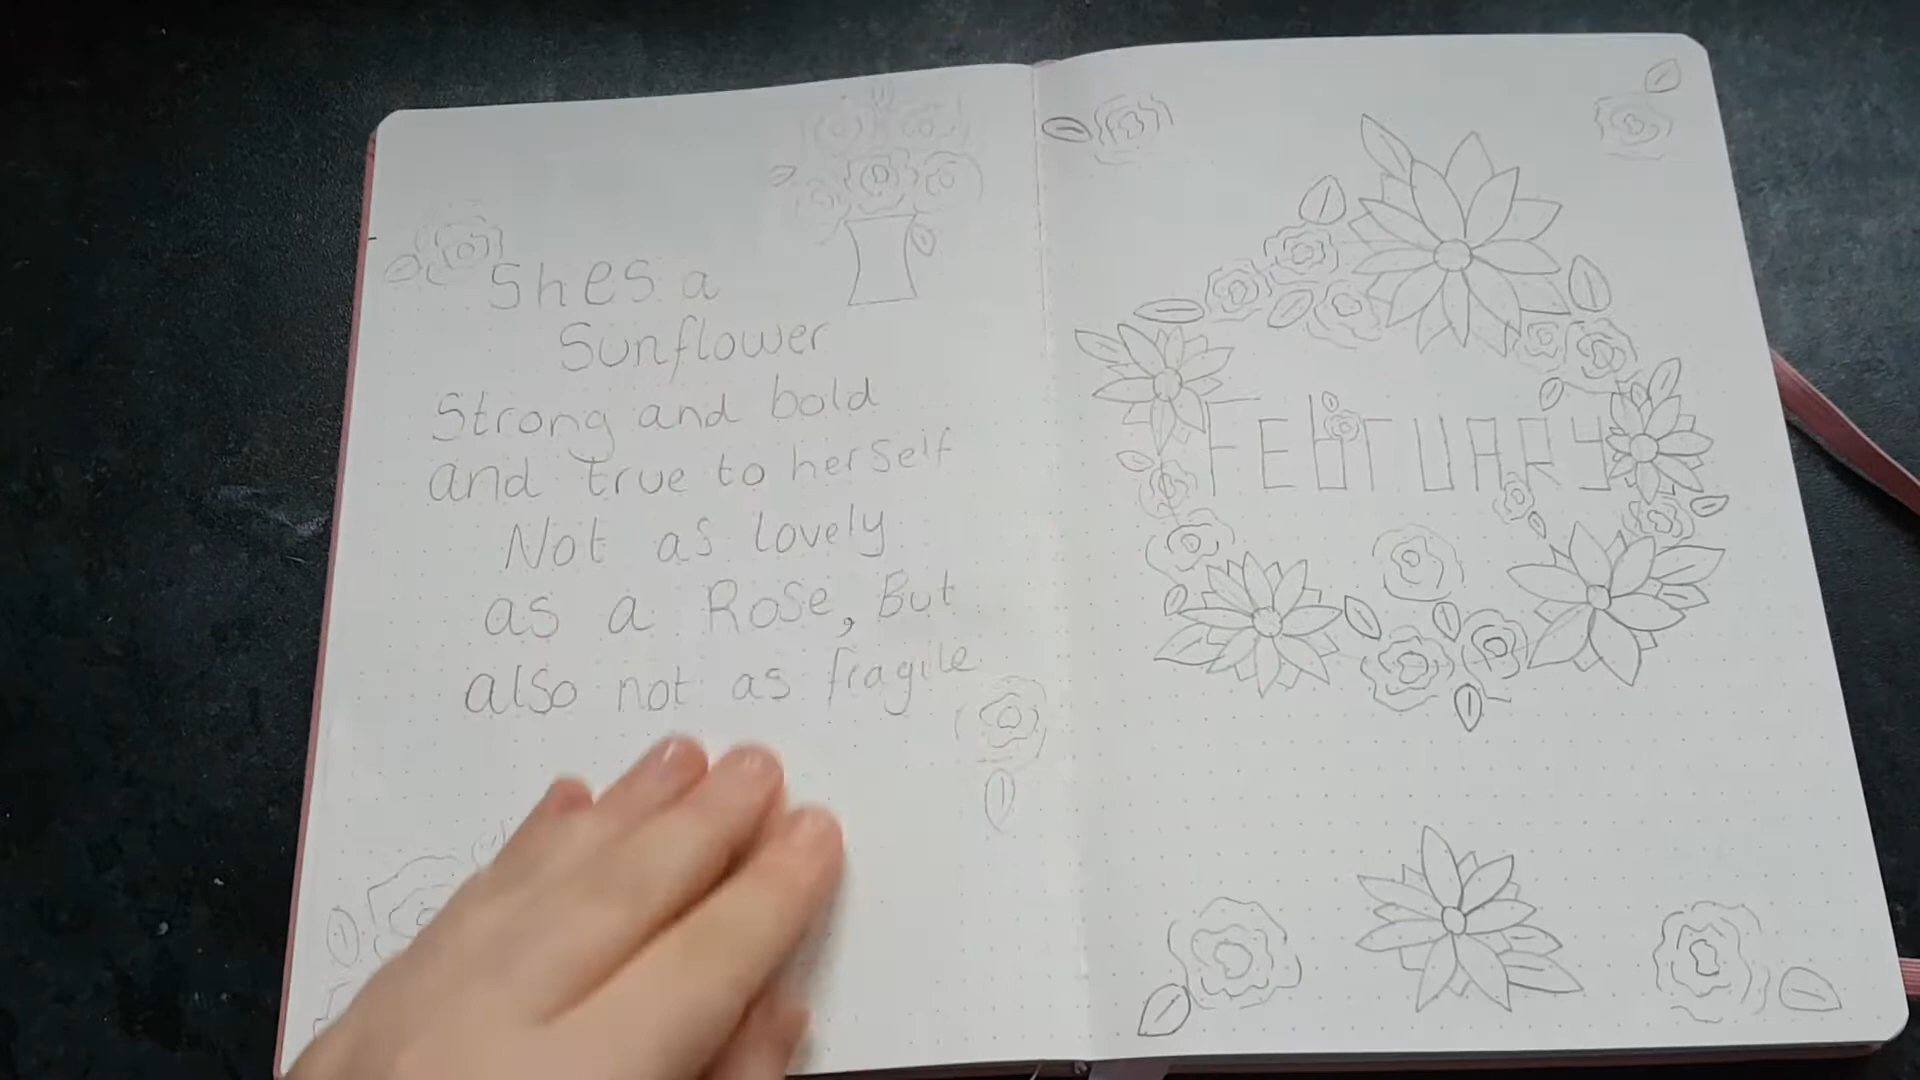 Shes a
Sunflower
Strong and bold
and true to herself
Not as lovely
as a Rose, But
also not as fragile
FEbrUARY